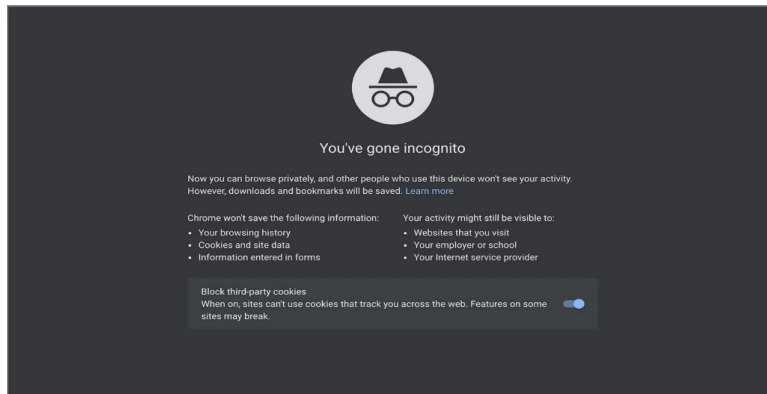 You've gone incognito
Now you can browse privately, and other people who use this device won't see your activity.
However, downloads and bookmarks will be saved. Learn more
Chrome won't save the following information:
• Your browsing history
• Cookies and site data
• Information entered in forms
Your activity might still be visible to:
• Websites that you visit
• Your employer or school
• Your Internet service provider
Block third-party cookies
When on, sites can't use cookies that track you across the web. Features on some
sites may break.